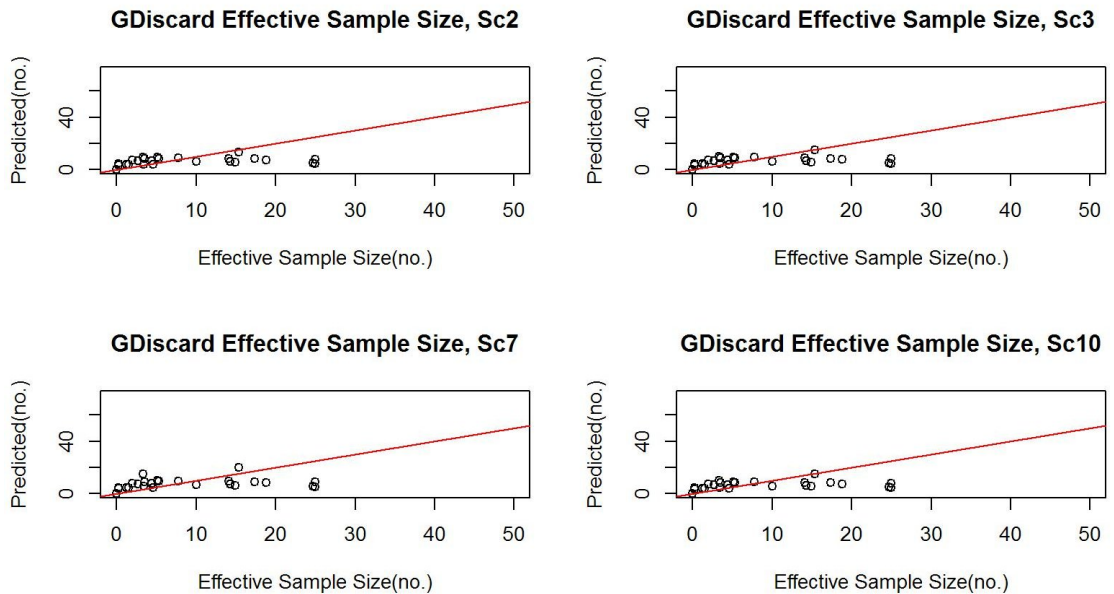 GDiscard Effective Sample Size, Sc2
Predicted(no.)
40
0
0 10 20 30 40 50
Effective Sample Size(no.)
GDiscard Effective Sample Size, Sc3
Predicted(no.)
40
0
0 10 20 30 40 50
Effective Sample Size(no.)
GDiscard Effective Sample Size, Sc7
Predicted(no.)
40
0
0 10 20 30 40 50
Effective Sample Size(no.)
GDiscard Effective Sample Size, Sc10
Predicted(no.)
40
0
0 10 20 30 40 50
Effective Sample Size(no.)